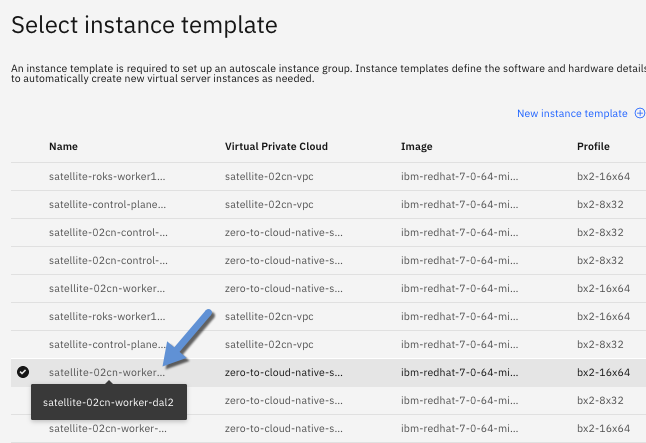 Select instance template
An instance template is required to set up an autoscale instance group. Instance templates define the software and hardware details
to automatically create new virtual server instances as needed.
New instance template
Name Virtual Private Cloud Image Profile
satellite-roks-worker1... satellite-02cn-vpc ibm-redhat-7-0-64-mi... bx2-16x64
satellite-control-plane... satellite-02cn-vpc ibm-redhat-7-0-64-mi... bx2-8x32
satellite-02cn-control-... zero-to-cloud-native-s... ibm-redhat-7-0-64-mi... bx2-8x32
satellite-02cn-control-... zero-to-cloud-native-s... ibm-redhat-7-0-64-mi... bx2-8x32
satellite-02cn-worker... zero-to-cloud-native-s... ibm-redhat-7-0-64-mi... bx2-16x64
satellite-roks-worker1... satellite-02cn-vpc ibm-redhat-7-0-64-mi... bx2-16x64
satellite-control-plane... satellite-02cn-vpc ibm-redhat-7-0-64-mi... bx2-8x32
satellite-02cn-worker... zero-to-cloud-native-s... ibm-redhat-7-0-64-mi... bx2-16x64
satellite-02cn-worker-dal2 zero-to-cloud-native-s... ibm-redhat-7-0-64-mi... bx2-8x32
satellite-02cn-worker-... zero-to-cloud-native-s... ibm-redhat-7-0-64-mi... bx2-16x64